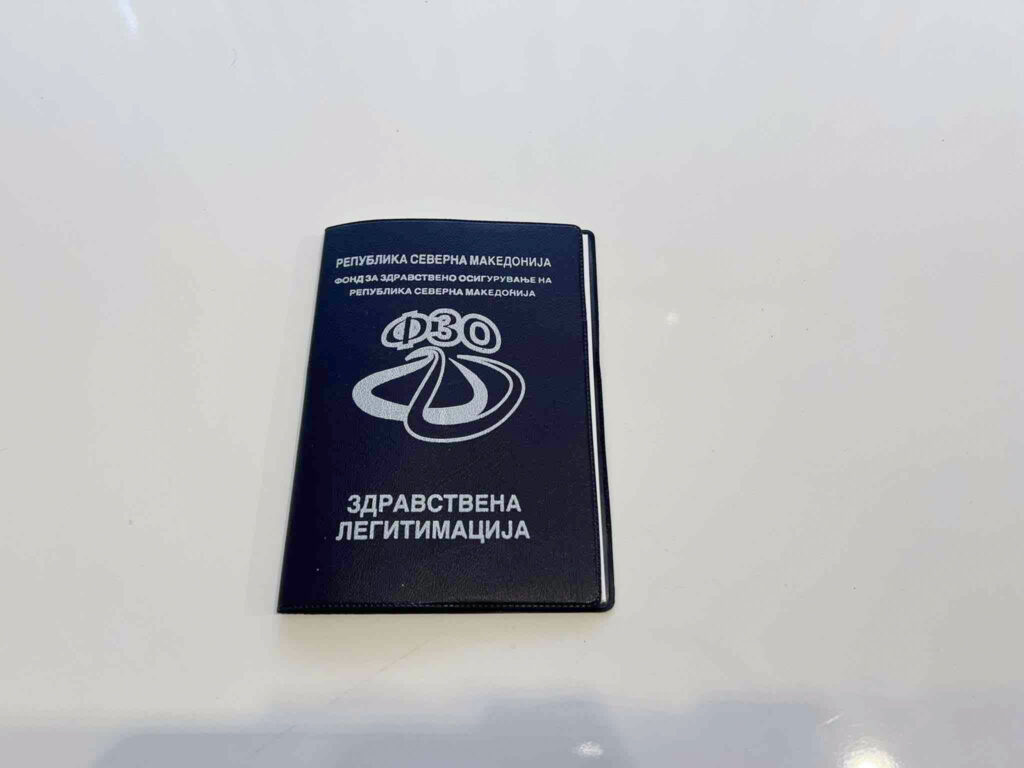 РЕПУБЛИКА СЕВЕРНА МАКЕДОНИЈА
ФОНД ЗА ЗДРАВСТВЕНО ОСИГУРУВАЊЕ НА
РЕПУБЛИКА СЕВЕРНА МАКЕДОНИЈА
ФЗО
ЗДРАВСТВЕНА
ЛЕГИТИМАЦИЈА